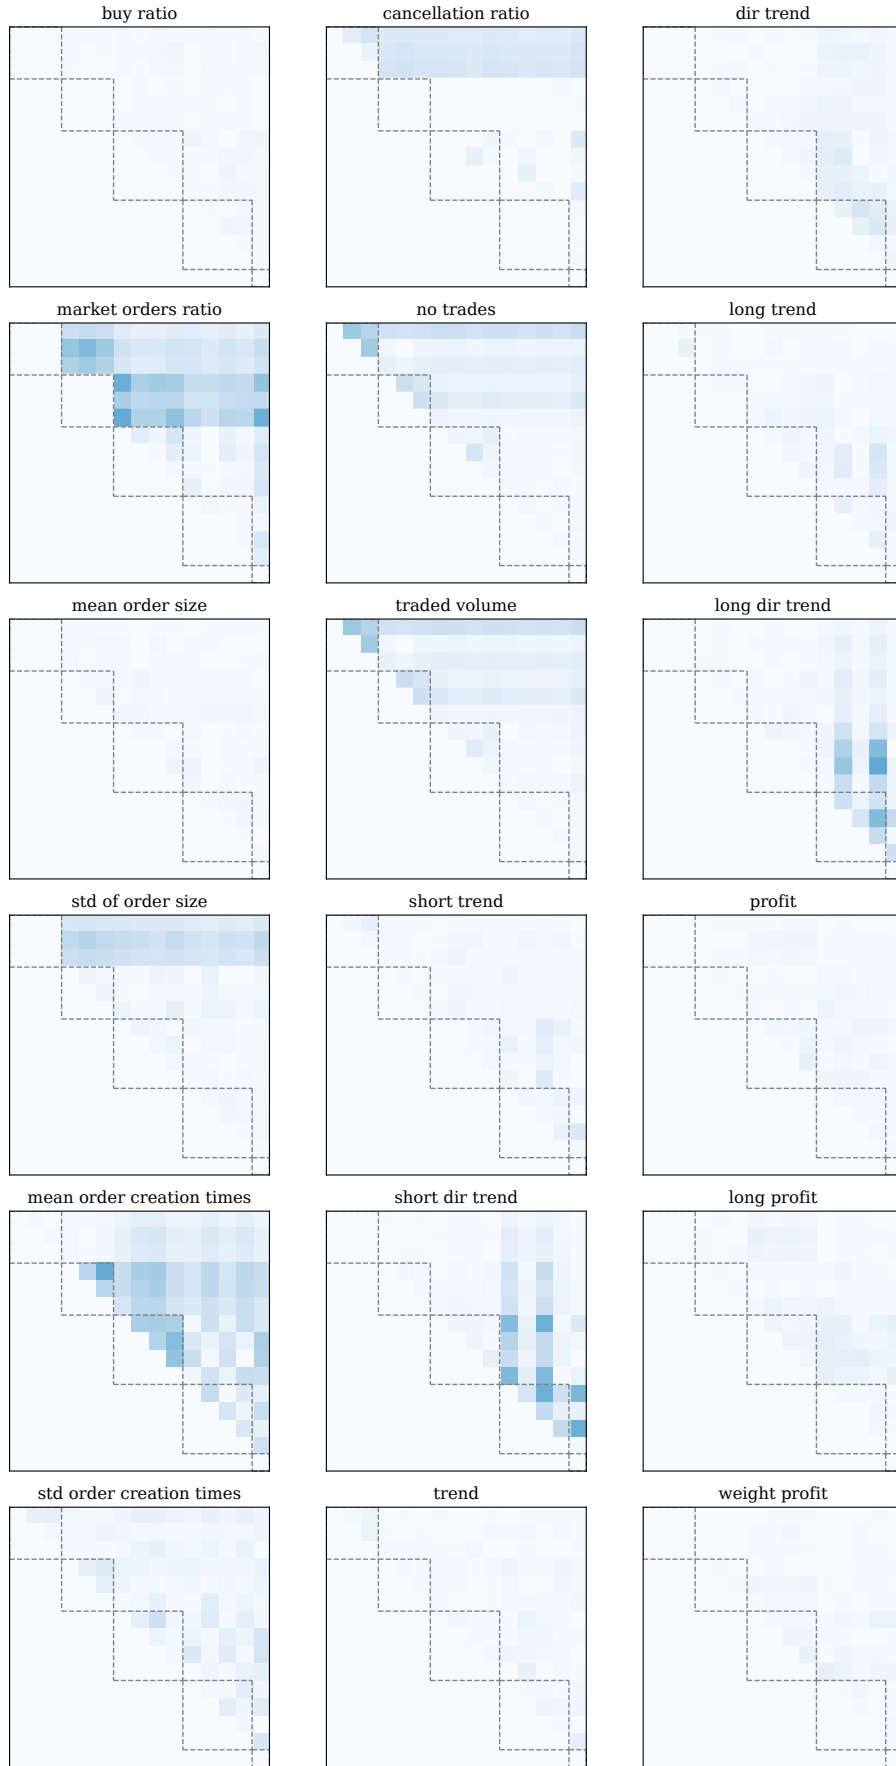 buy ratio
cancellation ratio
dir trend
market orders ratio
no trades
long trend
mean order size
traded volume
long dir trend
std of order size
short trend
profit
mean order creation times
short dir trend
long profit
std order creation times
trend
weight profit